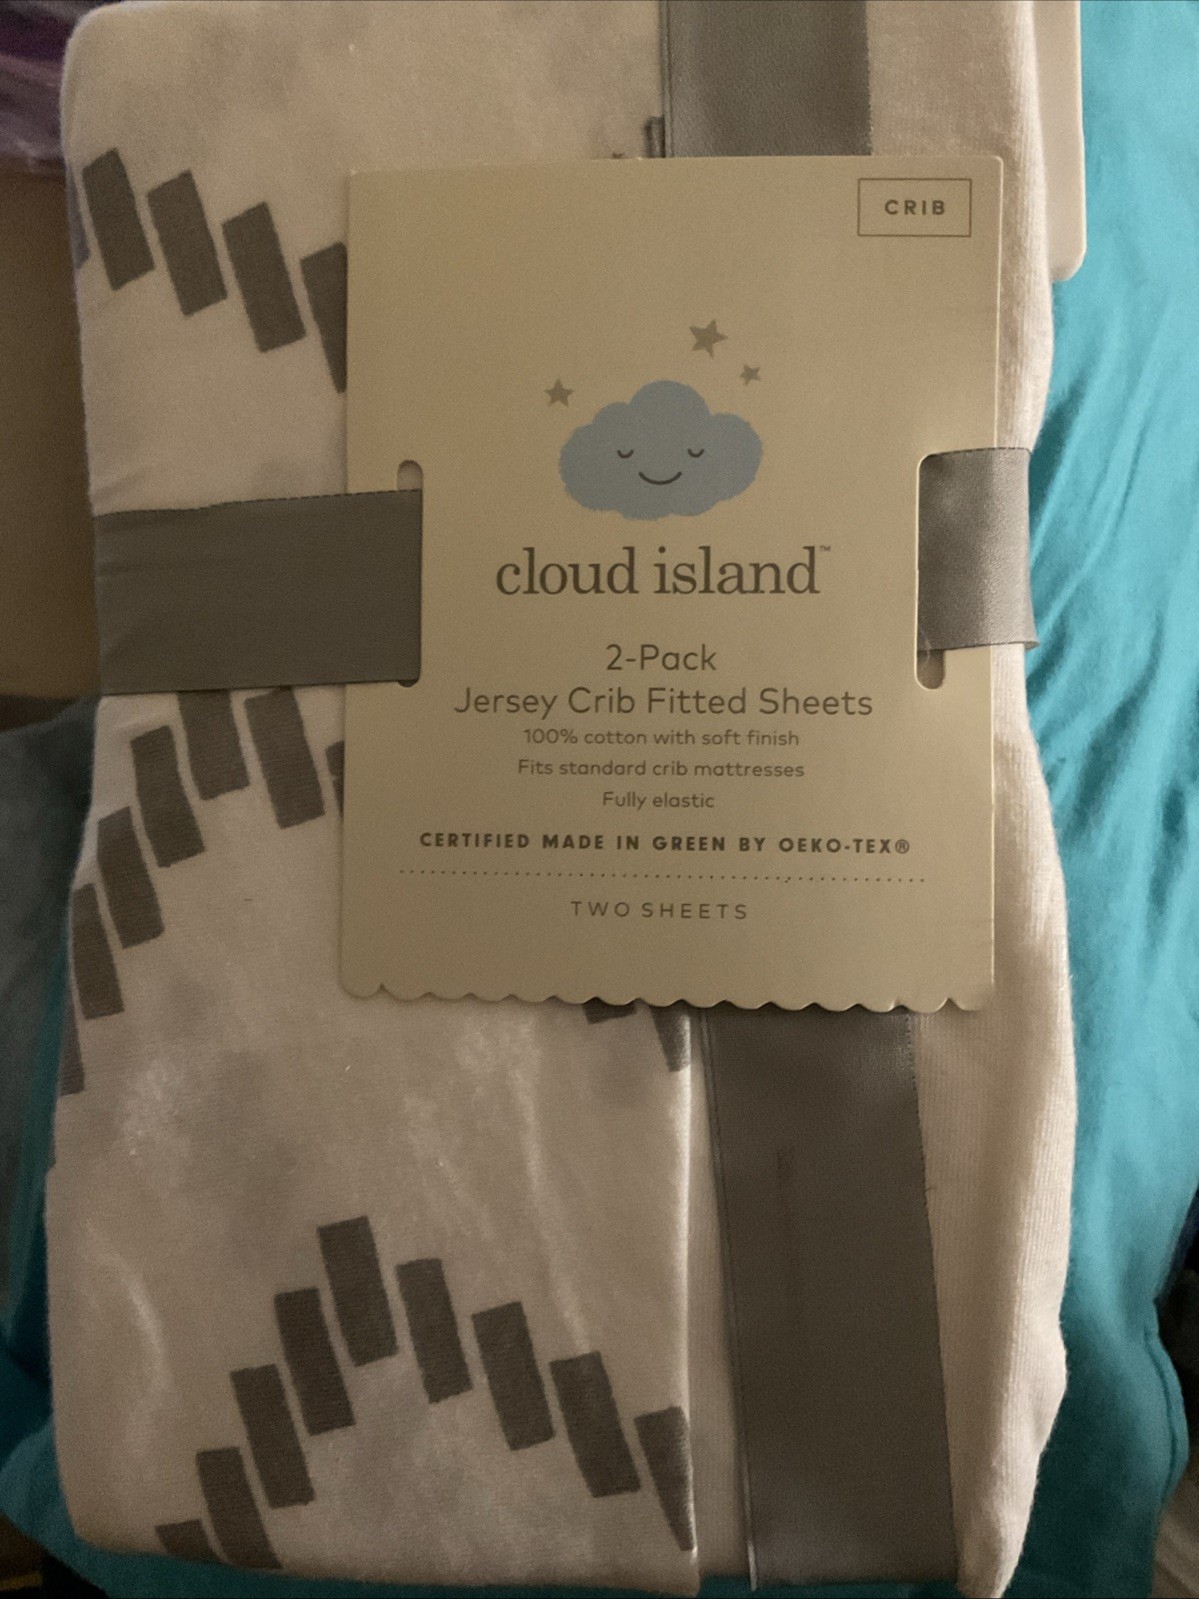 CRIB
cloud island™
2-Pack
Jersey Crib Fitted Sheets
100% cotton with soft finish
Fits standard crib mattresses
Fully elastic
CERTIFIED MADE IN GREEN BY OEKO-TEX®
TWO SHEETS